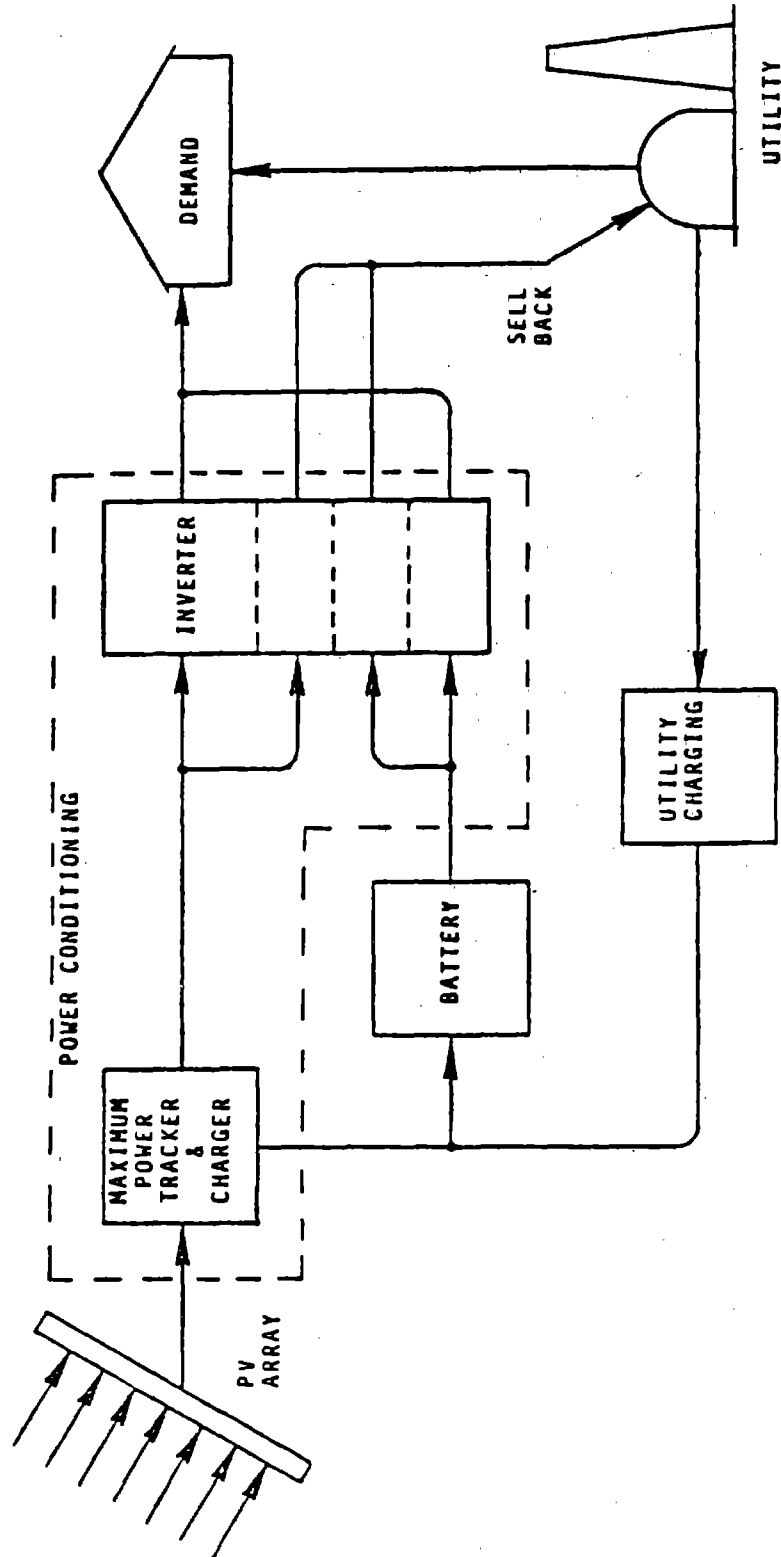 POWER CONDITIONING
MAXIMUM
POWER
TRACKER
&
CHARGER
INVERTER
DEMAND
PV
ARRAY
BATTERY
SELL
BACK
UTILITY
CHARGING
UTILITY